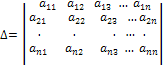 a₁₁ a₁₂ a₁₃ … a₁ₙ
Δ= a₂₁ a₂₂ a₂₃ … a₂ₙ
. . . … .
aₙ₁ aₙ₂ aₙ₃ … aₙₙ